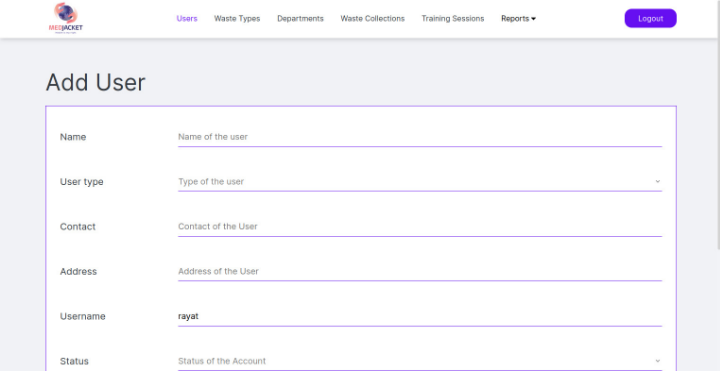 MEDJACKET
Users Waste Types Departments Waste Collections Training Sessions Reports Logout
Add User
Name Name of the user
User type Type of the user
Contact Contact of the User
Address Address of the User
Username rayat
Status Status of the Account